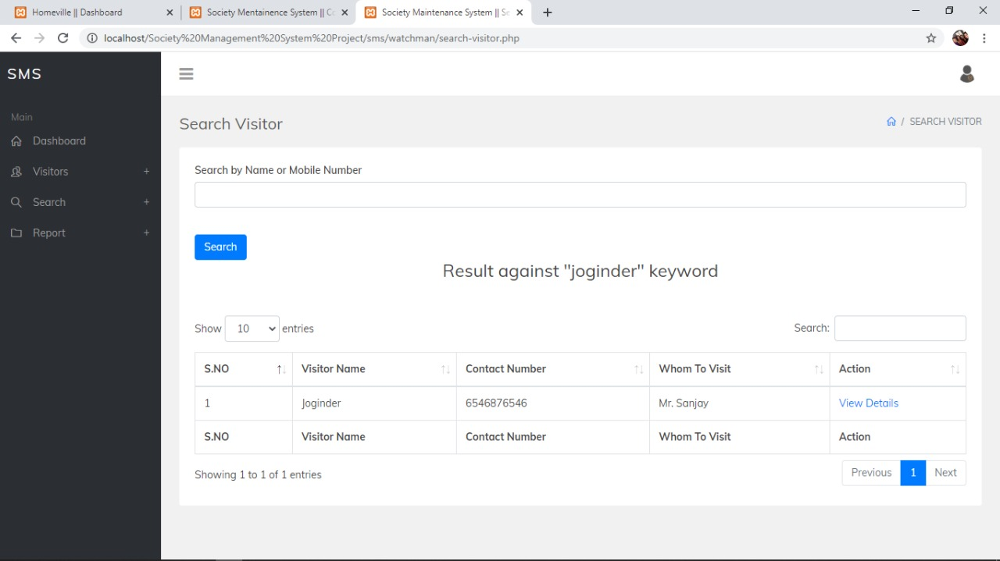 Homeville || Dashboard
Society Mentainence System || Co
Society Maintenance System || Se
localhost/Society%20Management%20System%20Project/sms/watchman/search-visitor.php
SMS
Main
Dashboard
Visitors +
Search +
Report +
Search Visitor
/ SEARCH VISITOR
Search by Name or Mobile Number
Search
Result against "joginder" keyword
Show 10 entries
Search:
S.NO Visitor Name Contact Number Whom To Visit Action
1 Joginder 6546876546 Mr. Sanjay View Details
S.NO Visitor Name Contact Number Whom To Visit Action
Showing 1 to 1 of 1 entries
Previous 1 Next